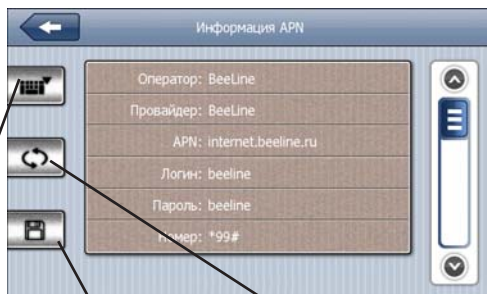 Информация APN
Оператор: BeeLine
Провайдер: BeeLine
APN: internet.beeline.ru
Логин: beeline
Пароль: beeline
Номер: *99#